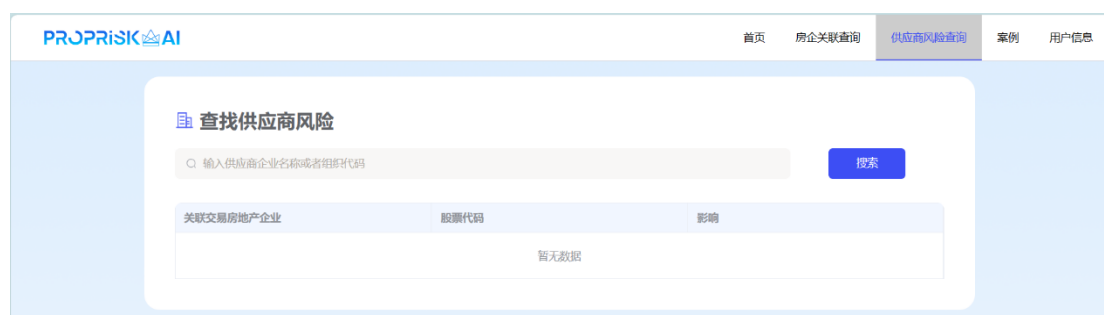 PROPRiSK AI
首页 房企关联查询 供应商风险查询 案例 用户信息
查找供应商风险
输入供应商企业名称或者组织代码
搜索
关联交易房地产企业 股票代码 影响
暂无数据